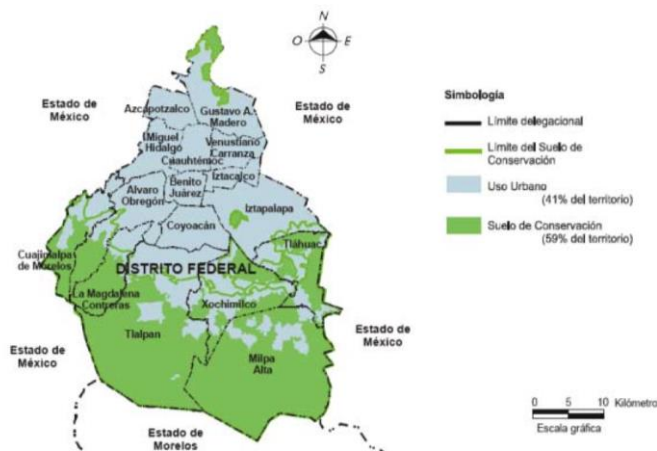 N
O
E
S
Estado de
México
Estado de
México
Azcapotzalco
Gustavo A.
Madero
Miguel
Hidalgo
Venustiano
Carranza
Cuauhtémoc
Iztacalco
Benito
Juárez
Alvaro
Obregón
Iztapalapa
Coyoacán
Tláhuac
Cuajimalpa
de Morelos
DISTRITO FEDERAL
La Magdalena
Contreras
Xochimilco
Tlalpan
Milpa
Alta
Estado de
México
Estado de
México
Estado de
Morelos
Simbología
Límite delegacional
Límite del Suelo de
Conservación
Uso Urbano
(41% del territorio)
Suelo de Conservación
(59% del territorio)
0 5 10 Kilómetro
Escala gráfica